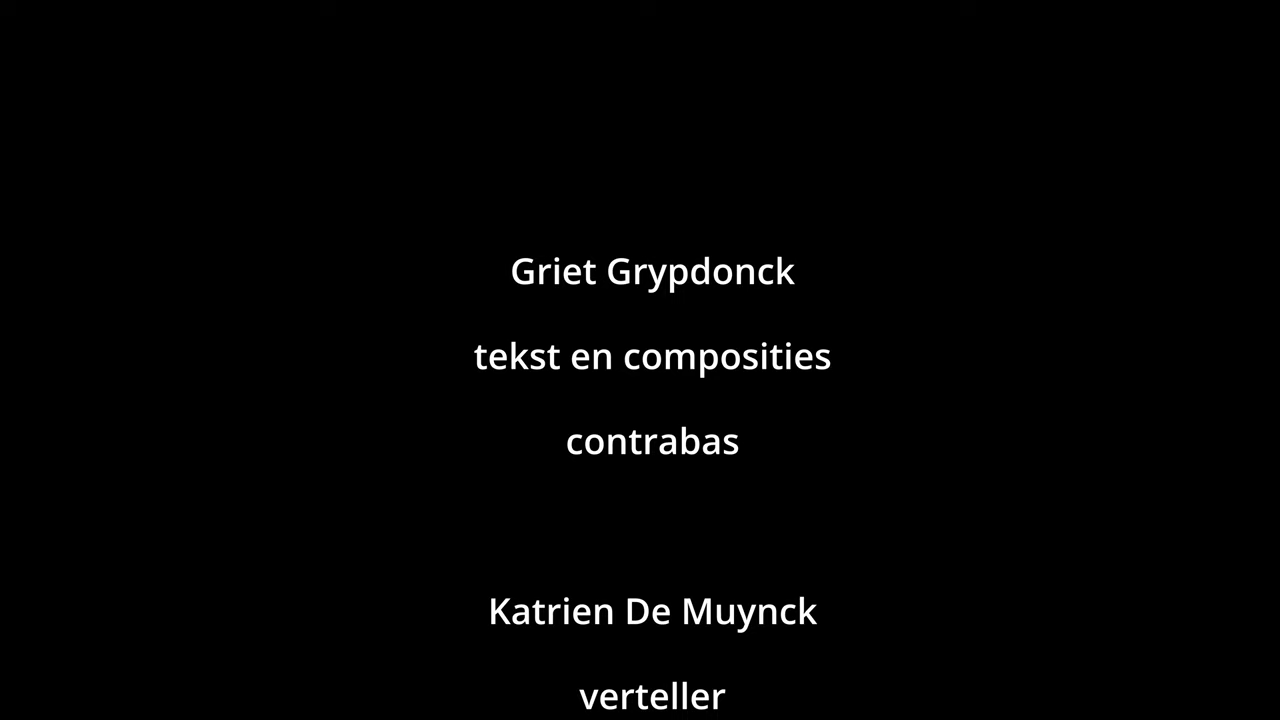 Griet Grypdonck
tekst en composities
contrabas
Katrien De Muynck
verteller